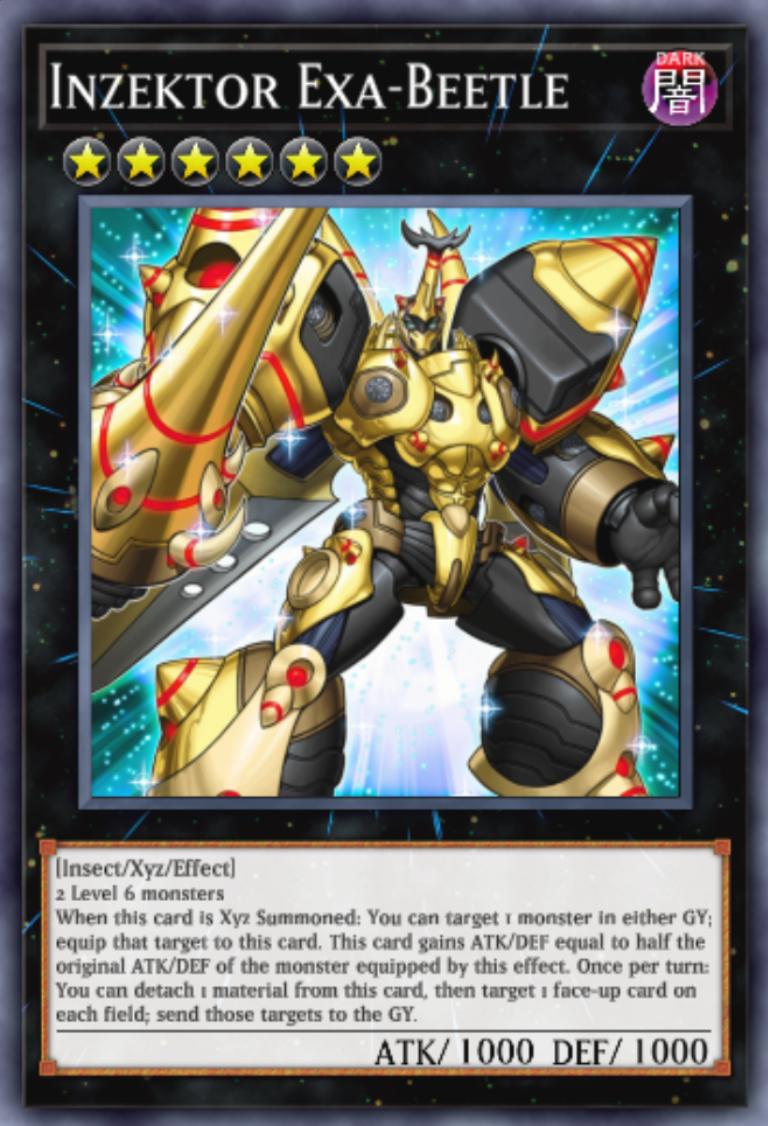 Inzektor Exa-Beetle
DARK
闇
[Insect/Xyz/Effect]
2 Level 6 monsters
When this card is Xyz Summoned: You can target 1 monster in either GY;
equip that target to this card. This card gains ATK/DEF equal to half the
original ATK/DEF of the monster equipped by this effect. Once per turn:
You can detach 1 material from this card, then target 1 face-up card on
each field; send those targets to the GY.
ATK/ 1000 DEF/ 1000